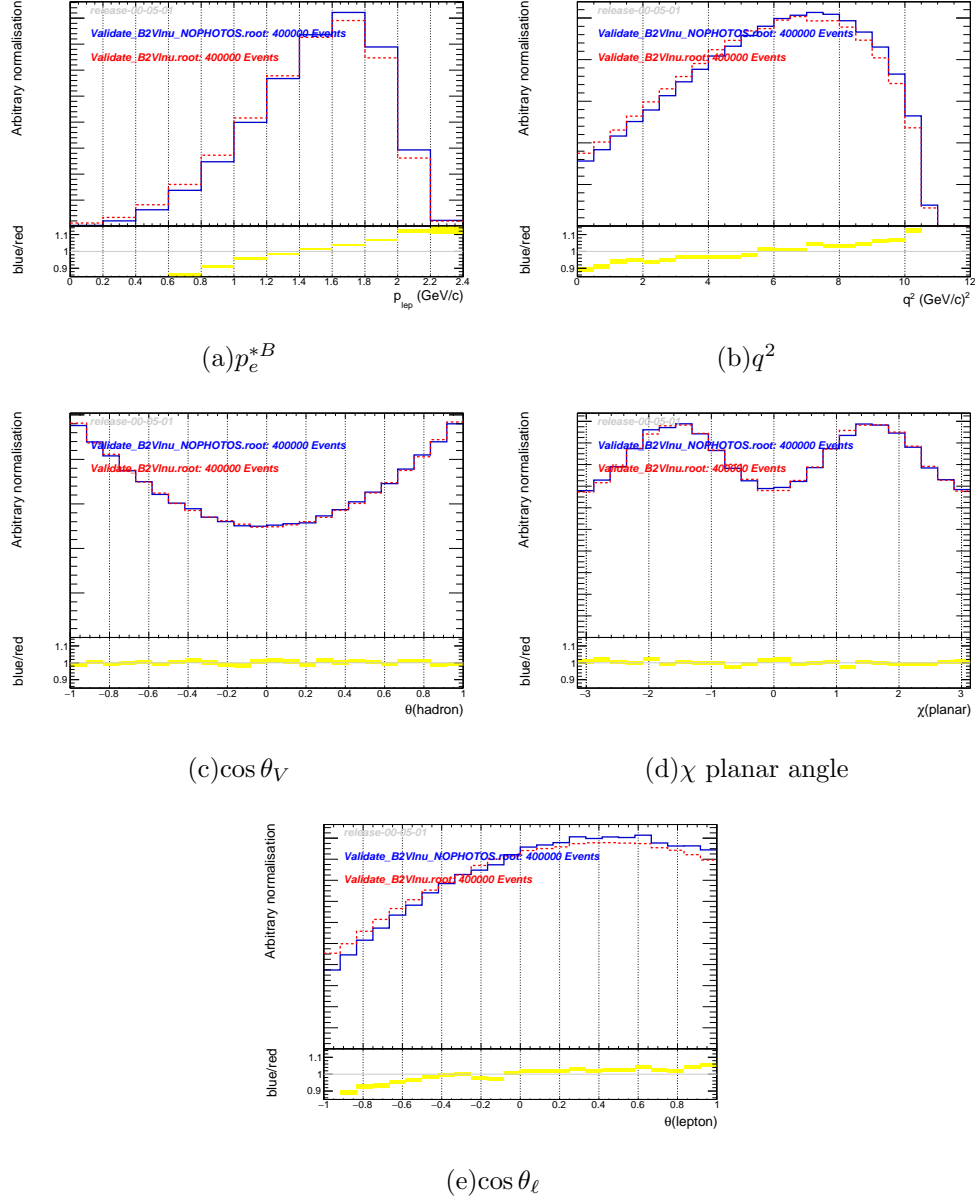 release-00-05-01
Validate_B2Vlnu_NOPHOTOS.root: 400000 Events
Validate_B2Vlnu.root: 400000 Events
Arbitrary normalisation
blue/red
1.1
1
0.9
0 0.2 0.4 0.6 0.8 1.0 1.2 1.4 1.6 1.8 2 2.2 2.4
p_lep (GeV/c)
(a) p_e^{*B}
release-00-05-01
Validate_B2Vlnu_NOPHOTOS.root: 400000 Events
Validate_B2Vlnu.root: 400000 Events
Arbitrary normalisation
blue/red
1.1
1
0.9
0 2 4 6 8 10 12
q² (GeV/c)²
(b) q²
release-00-05-01
Validate_B2Vlnu_NOPHOTOS.root: 400000 Events
Validate_B2Vlnu.root: 400000 Events
Arbitrary normalisation
blue/red
1.1
1
0.9
−1 −0.8 −0.6 −0.4 −0.2 0 0.2 0.4 0.6 0.8 1
θ(hadron)
(c) cos θ_V
release-00-05-01
Validate_B2Vlnu_NOPHOTOS.root: 400000 Events
Validate_B2Vlnu.root: 400000 Events
Arbitrary normalisation
blue/red
1.1
1
0.9
−3 −2 −1 0 1 2 3
χ(planar)
(d) χ planar angle
release-00-05-01
Validate_B2Vlnu_NOPHOTOS.root: 400000 Events
Validate_B2Vlnu.root: 400000 Events
Arbitrary normalisation
blue/red
1.1
1
0.9
−1 −0.8 −0.6 −0.4 −0.2 0 0.2 0.4 0.6 0.8 1
θ(lepton)
(e) cos θ_ℓ